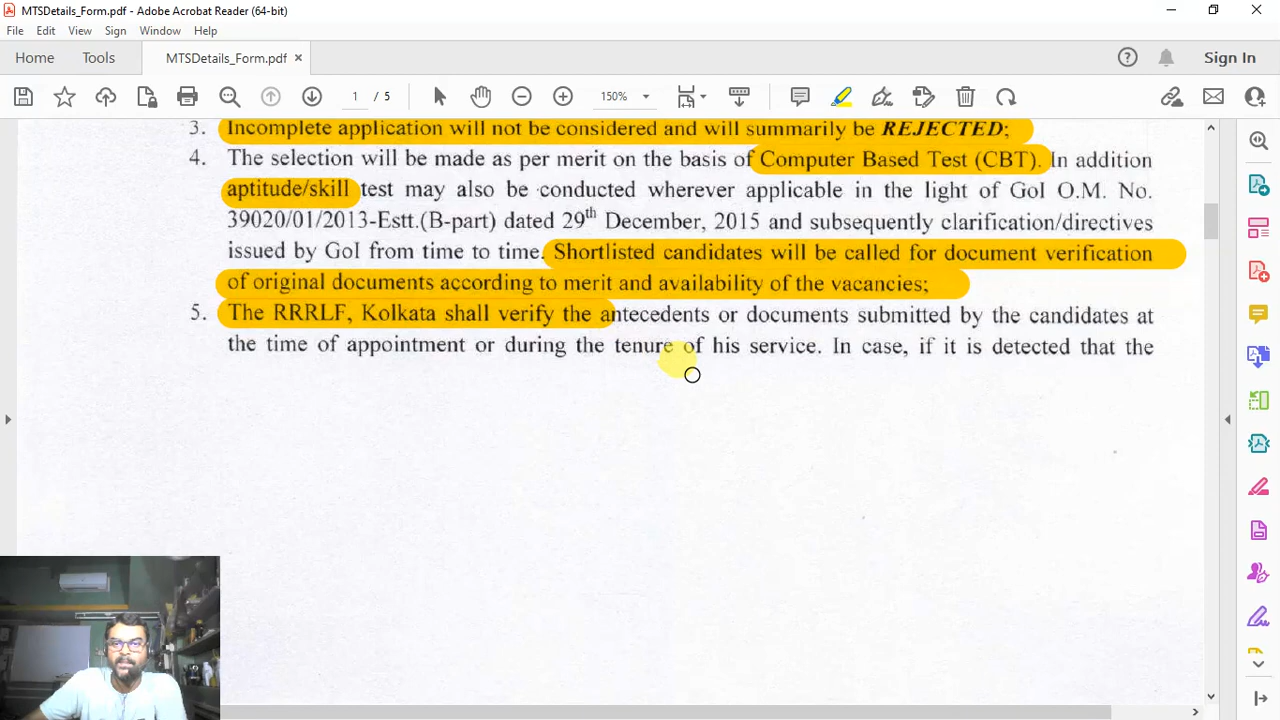 MTSDetails_Form.pdf - Adobe Acrobat Reader (64-bit)
File Edit View Sign Window Help
Home Tools MTSDetails_Form.pdf × Sign In
1 / 5 150%
3. Incomplete application will not be considered and will summarily be REJECTED;
4. The selection will be made as per merit on the basis of Computer Based Test (CBT). In addition
aptitude/skill test may also be conducted wherever applicable in the light of GoI O.M. No.
39020/01/2013-Estt.(B-part) dated 29th December, 2015 and subsequently clarification/directives
issued by GoI from time to time. Shortlisted candidates will be called for document verification
of original documents according to merit and availability of the vacancies;
5. The RRRLF, Kolkata shall verify the antecedents or documents submitted by the candidates at
the time of appointment or during the tenure of his service. In case, if it is detected that the